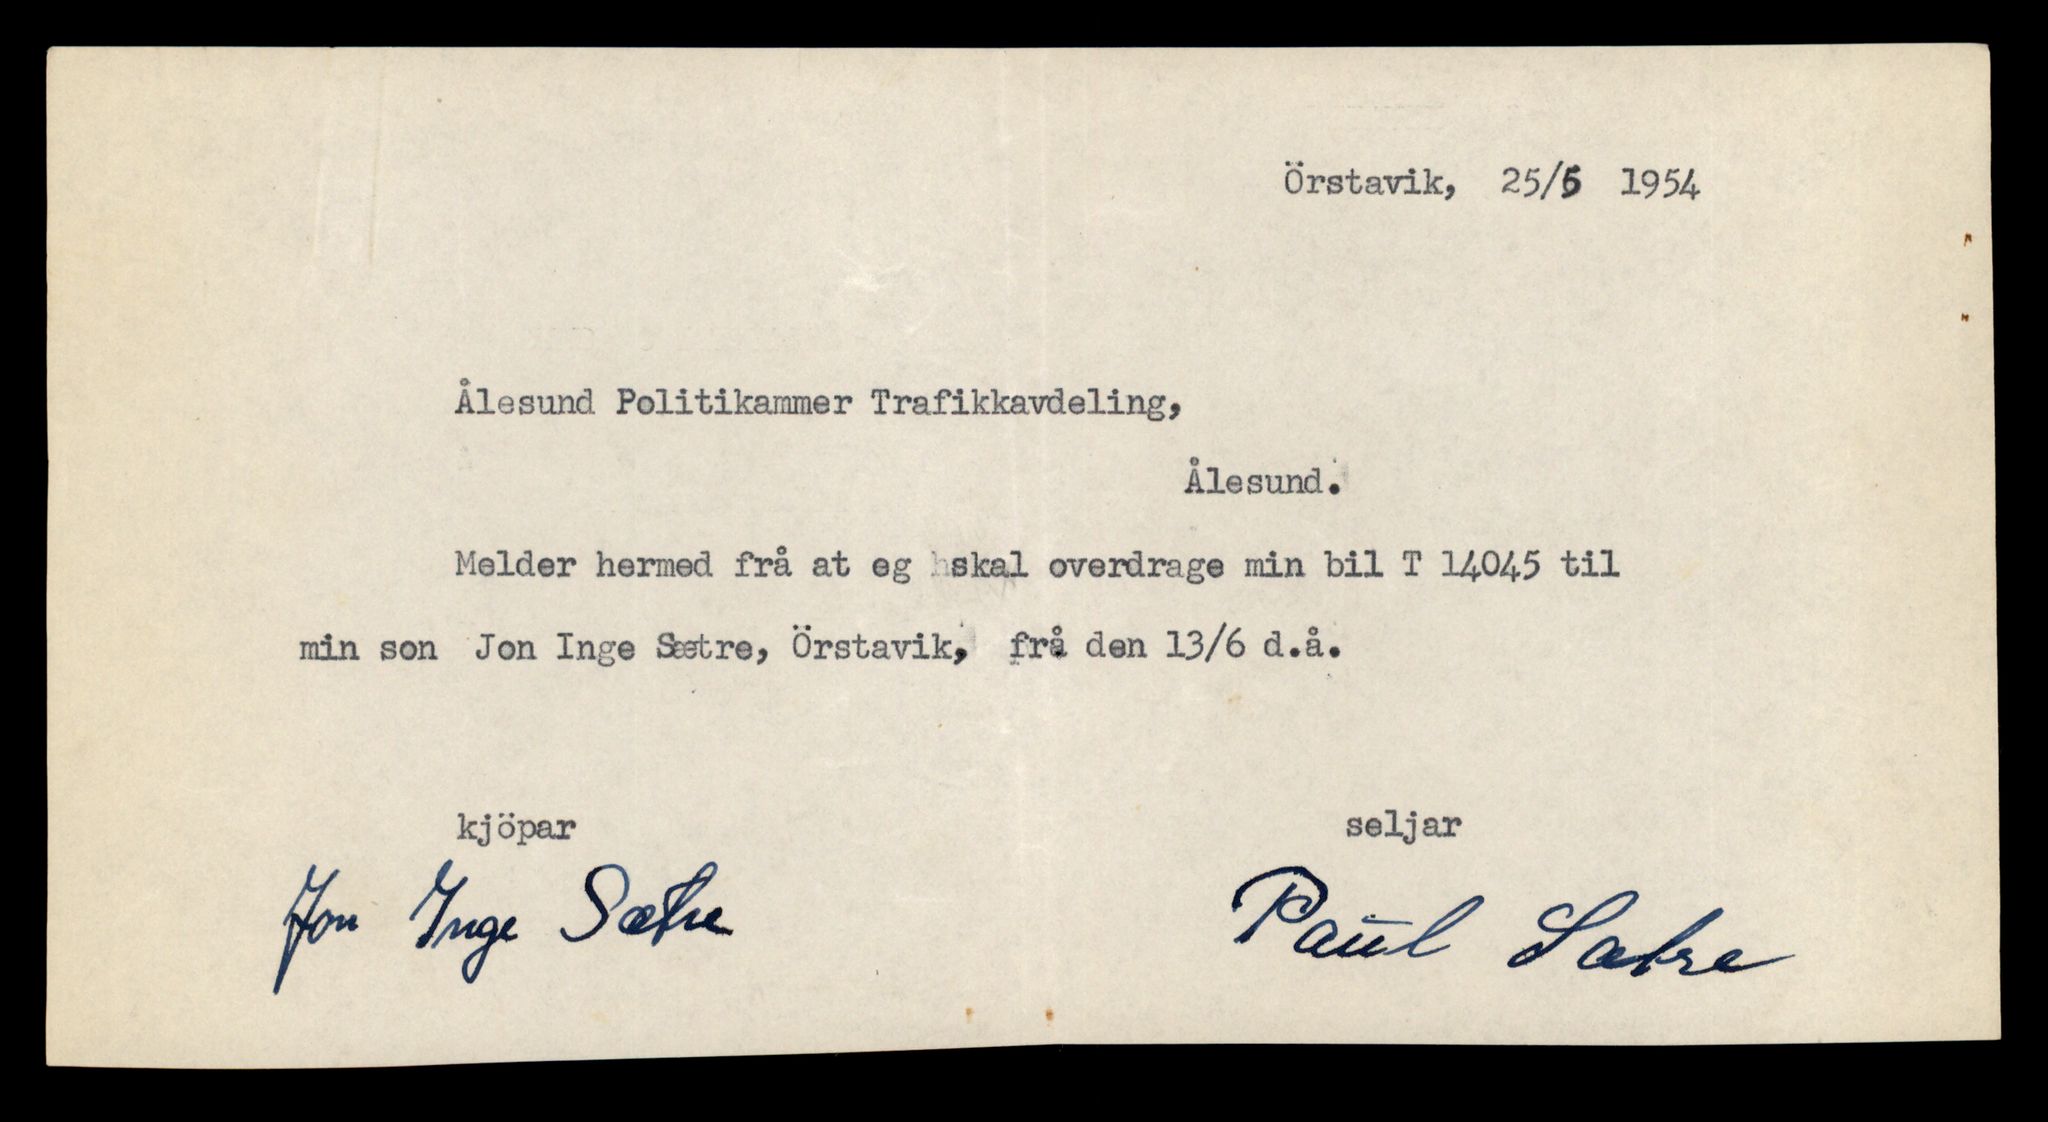 Örstavik, 25/5 1954
Ålesund Politikammer Trafikkavdeling,
Ålesund.
Melder hermed frå at eg skal overdrage min bil T 14045 til
min son Jon Inge Sætre, Örstavik, frå den 13/6 d.å.
kjöpar seljar
Jon Inge Sætre Paul Sætre